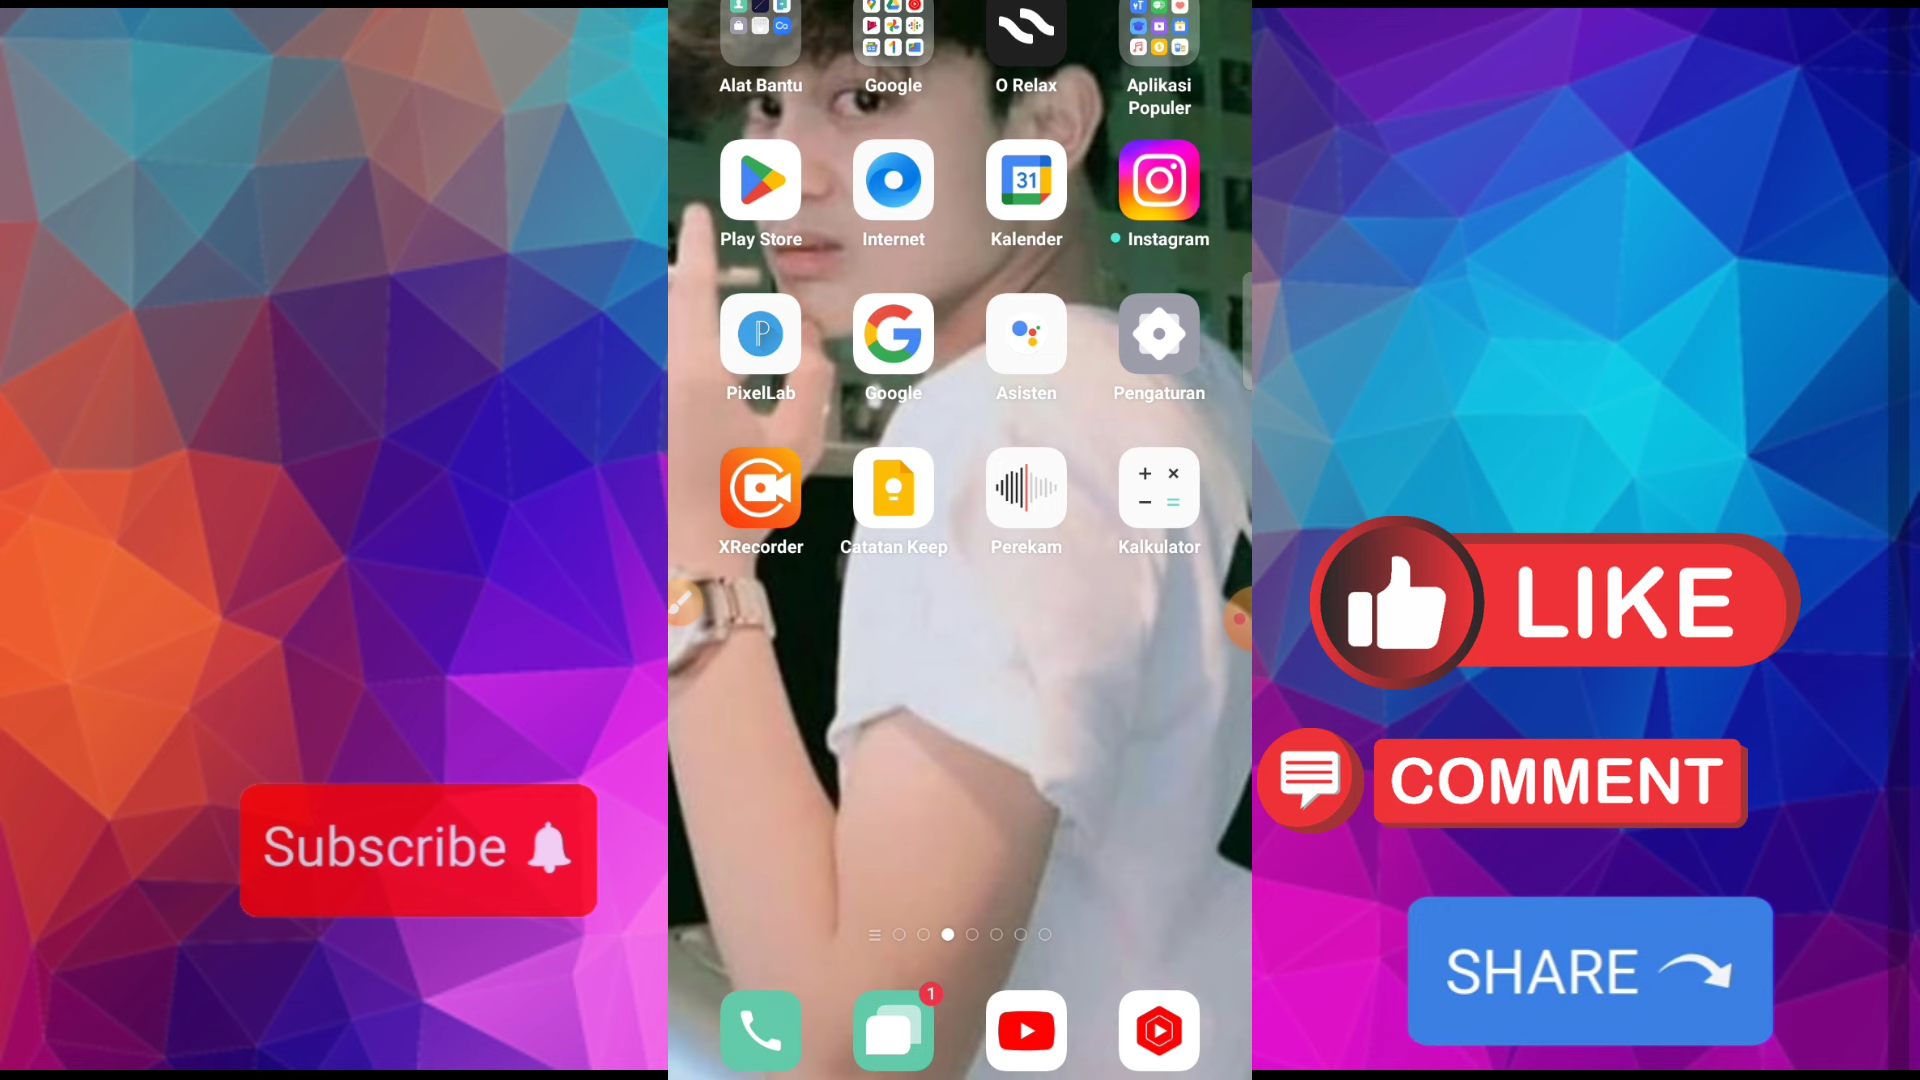 Alat Bantu
Google
O Relax
Aplikasi
Populer
Play Store
Internet
31
Kalender
Instagram
P
PixelLab
G
Google
Asisten
Pengaturan
XRecorder
Catatan Keep
Perekam
Kalkulator
1
Subscribe
LIKE
COMMENT
SHARE